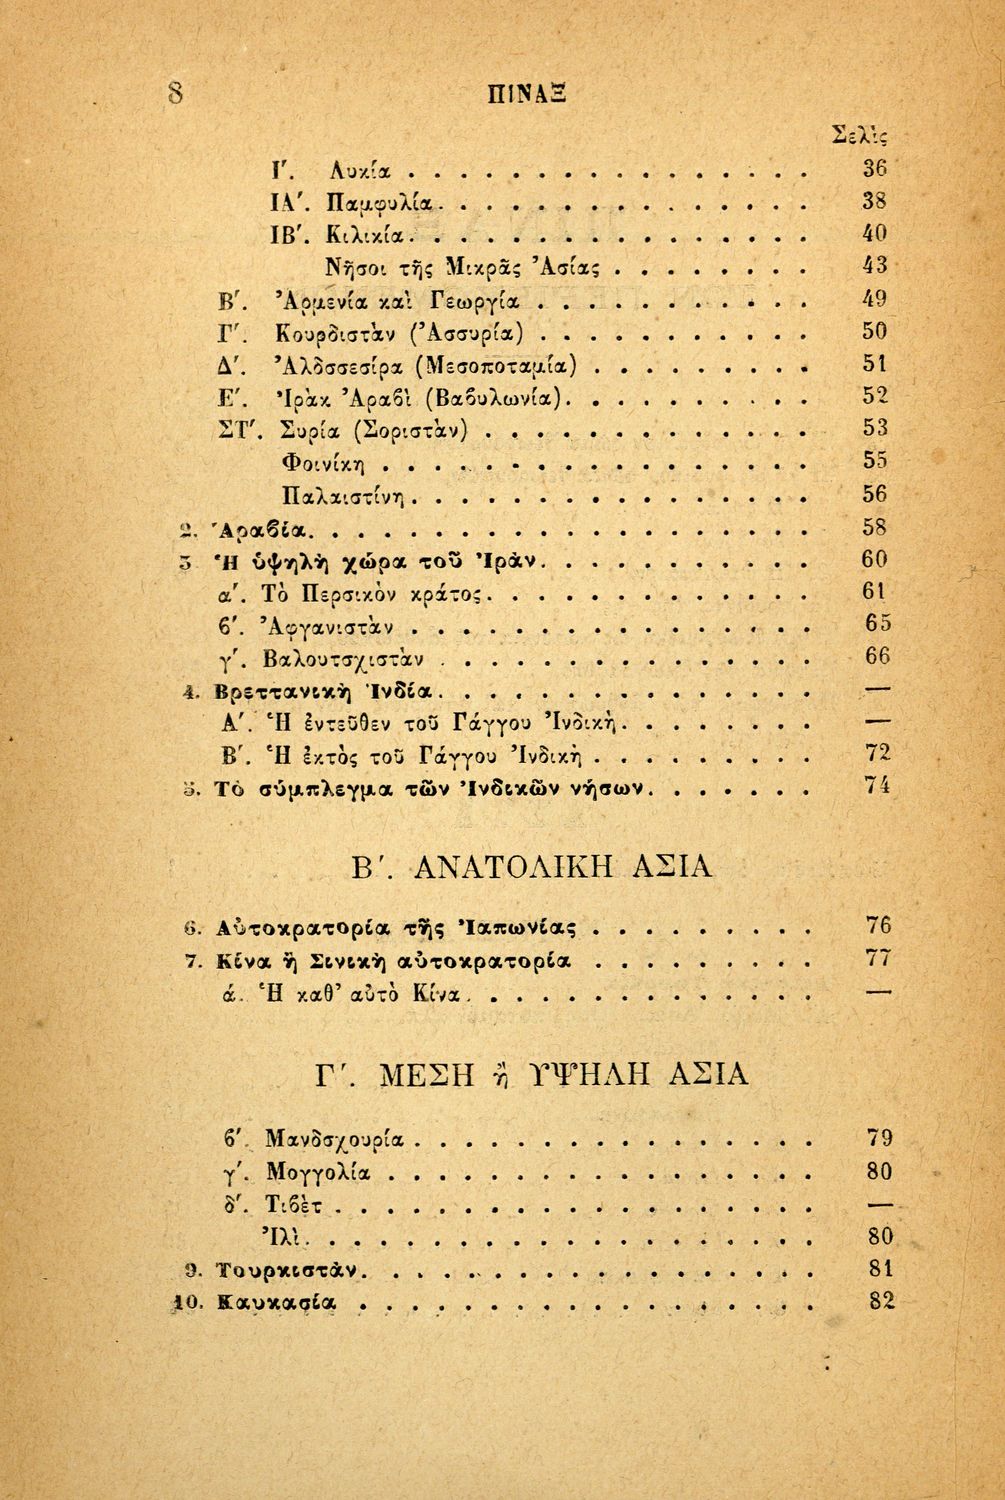 8 ΠΙΝΑΞ
Σελὶς
Ι'. Λυκία . . . . . . . . . . . . . . . . 36
ΙΑ'. Παμφυλία . . . . . . . . . . . . . . . 38
ΙΒ'. Κιλικία . . . . . . . . . . . . . . . . 40
Νῆσοι τῆς Μικρᾶς Ἀσίας . . . . . . . . 43
Β'. Ἀρμενία καὶ Γεωργία . . . . . . . . . . . 49
Γ'. Κουρδιστὰν (Ἀσσυρία) . . . . . . . . . . . 50
Δ'. Ἀλδσσεσίρα (Μεσοποταμία) . . . . . . . . . 51
Ε'. Ἰρὰκ Ἀραβὶ (Βαβυλωνία) . . . . . . . . . . 52
ΣΤ'. Συρία (Σοριστὰν) . . . . . . . . . . . . . 53
Φοινίκη . . . . . . . . . . . . . . . . . 55
Παλαιστίνη . . . . . . . . . . . . . . . . 56
2. Ἀραβία . . . . . . . . . . . . . . . . . . . . 58
3 Ἡ ὑψηλὴ χώρα τοῦ Ἰρὰν . . . . . . . . . . . 60
α'. Τὸ Περσικὸν κράτος . . . . . . . . . . . . . 61
β'. Ἀφγανιστὰν . . . . . . . . . . . . . . . . 65
γ'. Βαλουτσχιστὰν . . . . . . . . . . . . . . . 66
4. Βρεττανικὴ Ἰνδία . . . . . . . . . . . . . . . —
Α'. Ἡ ἐντεῦθεν τοῦ Γάγγου Ἰνδικὴ . . . . . . . . —
Β'. Ἡ ἐκτὸς τοῦ Γάγγου Ἰνδικὴ . . . . . . . . . 72
5. Τὸ σύμπλεγμα τῶν Ἰνδικῶν νήσων . . . . . . . 74
Β'. ΑΝΑΤΟΛΙΚΗ ΑΣΙΑ
6. Αὐτοκρατορία τῆς Ἰαπωνίας . . . . . . . . . 76
7. Κίνα ἢ Σινικὴ αὐτοκρατορία . . . . . . . . . 77
ά. Ἡ καθ' αὑτὸ Κίνα . . . . . . . . . . . . . . —
Γ'. ΜΕΣΗ ἢ ΥΨΗΛΗ ΑΣΙΑ
β'. Μανδσχουρία . . . . . . . . . . . . . . . . 79
γ'. Μογγολία . . . . . . . . . . . . . . . . . 80
δ'. Τιβὲτ . . . . . . . . . . . . . . . . . . . —
Ἰλὶ . . . . . . . . . . . . . . . . . . . . 80
9. Τουρκιστὰν . . . . . . . . . . . . . . . . . . 81
10. Καυκασία . . . . . . . . . . . . . . . . . . 82